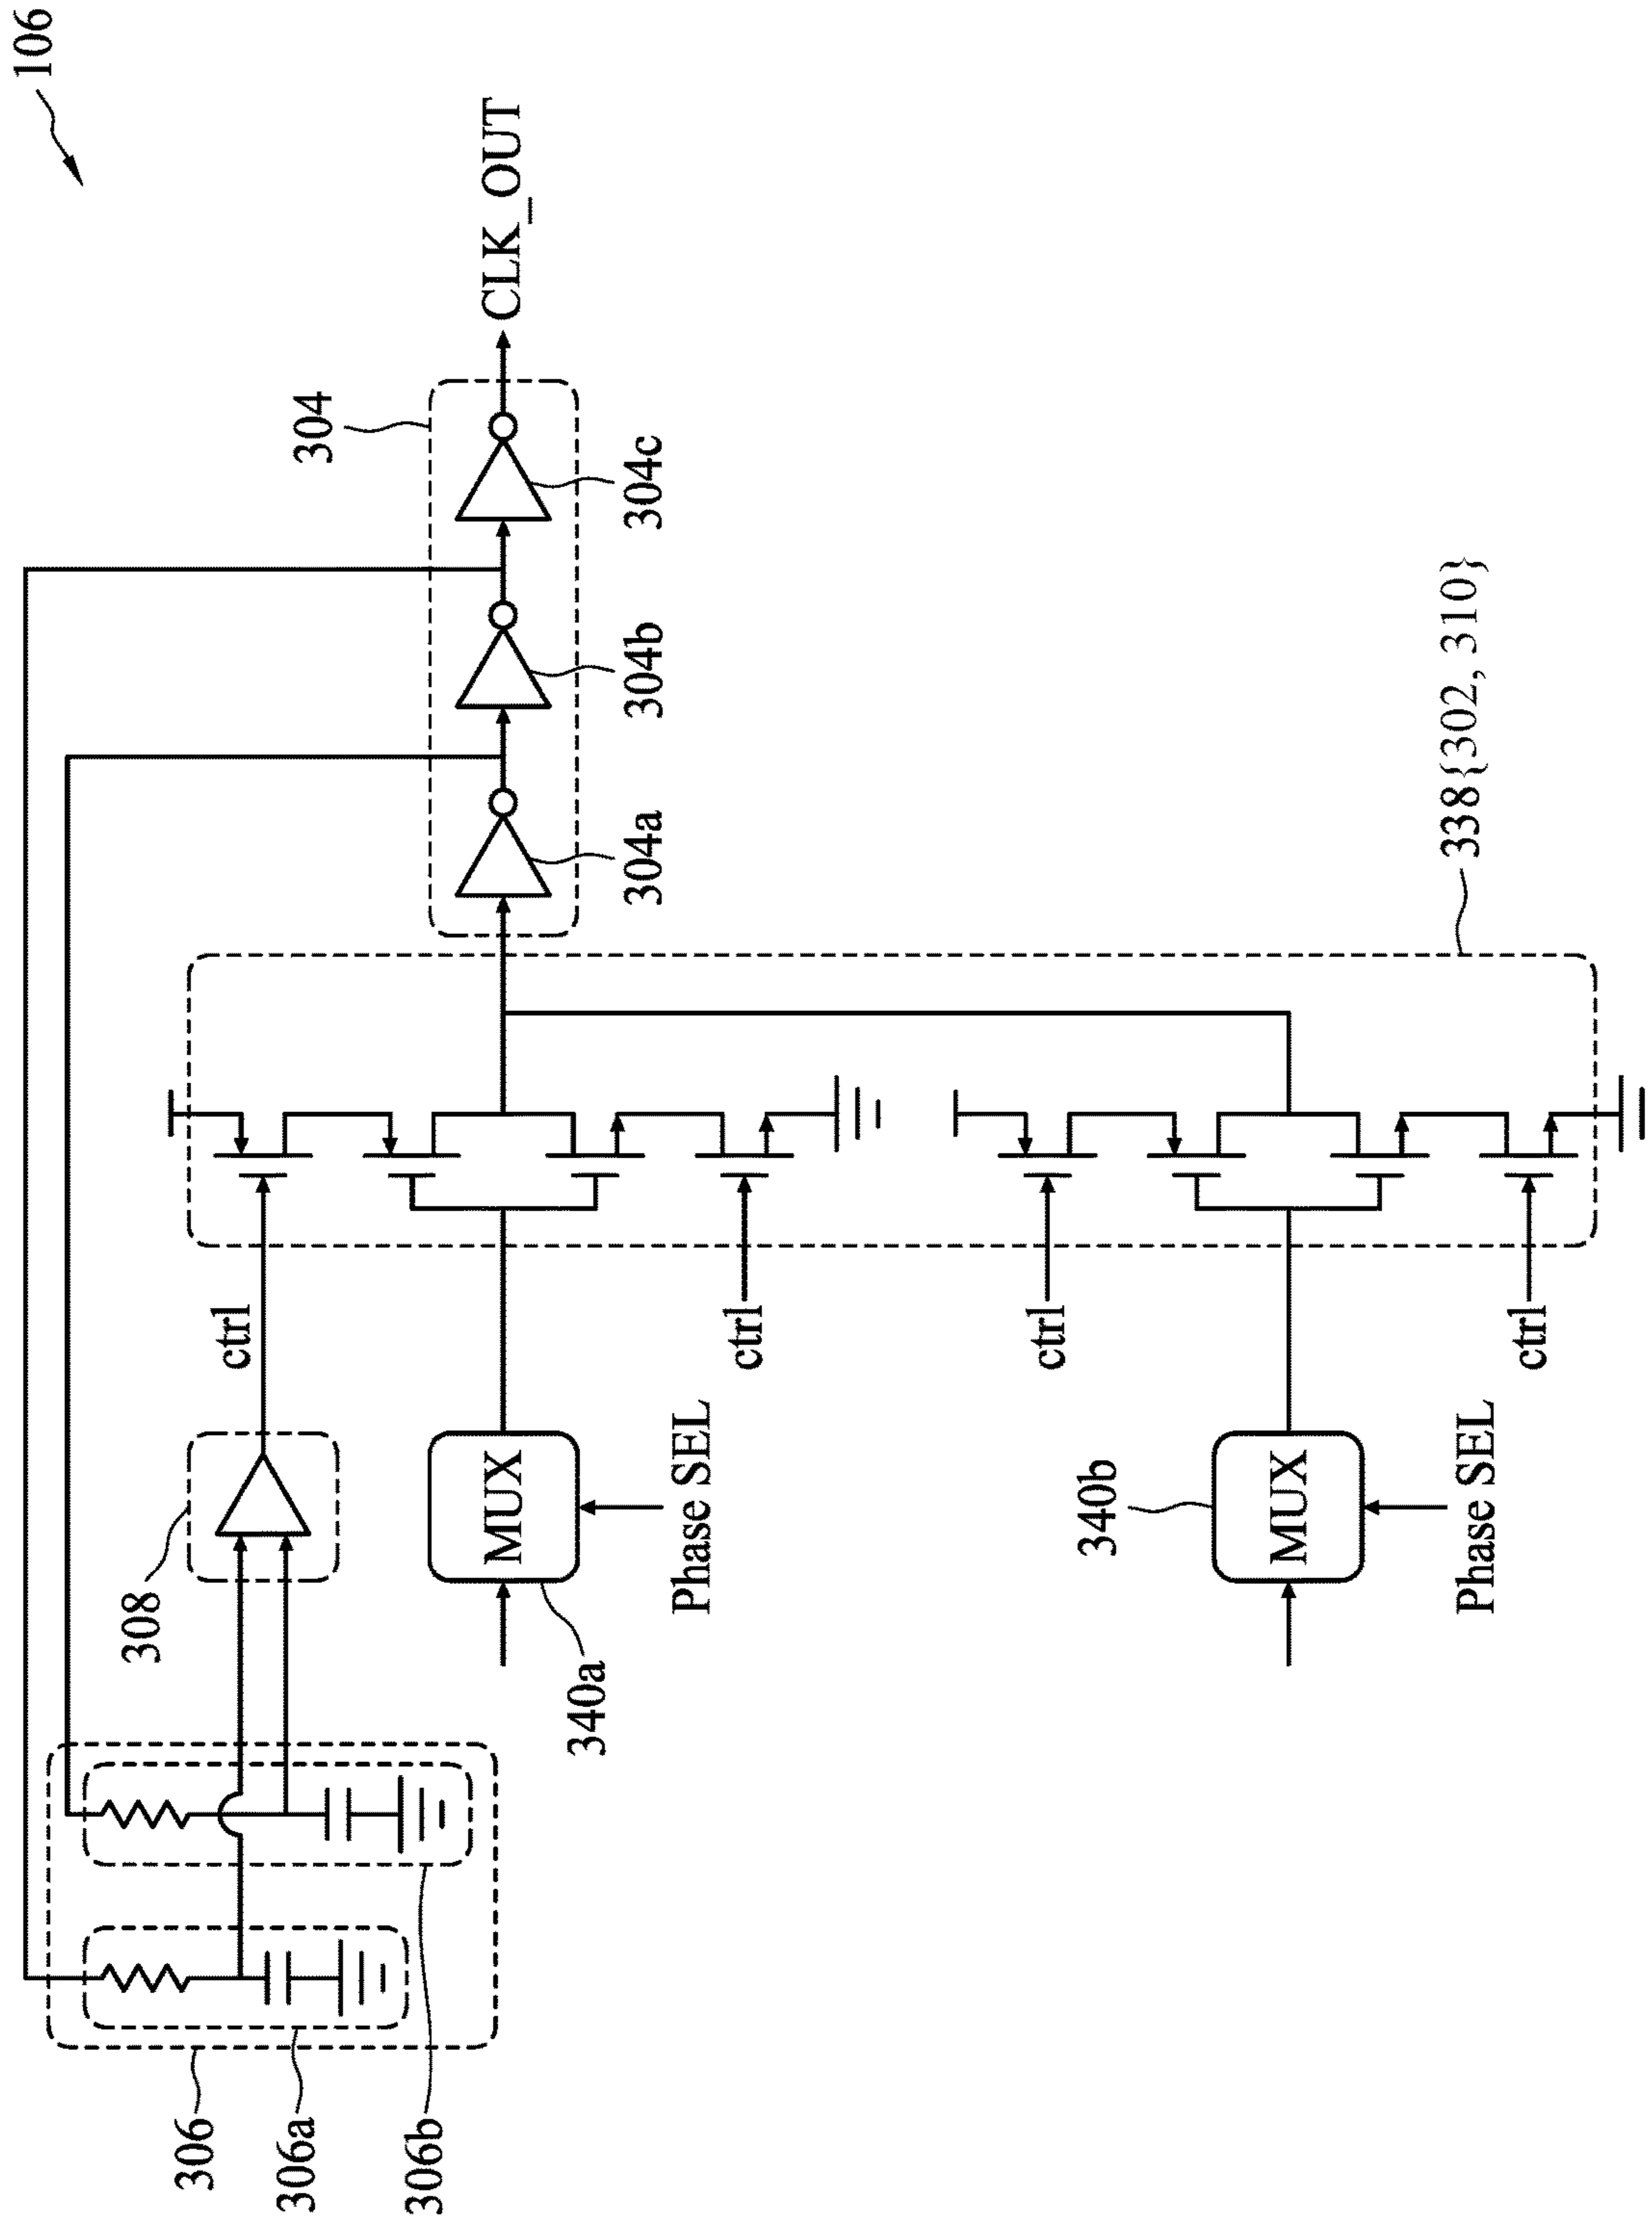 106
306
306a
306b
308
ctrl
304
304a
304b
304c
CLK_OUT
340a
MUX
Phase SEL
ctrl
340b
MUX
Phase SEL
ctrl
ctrl
338{302, 310}